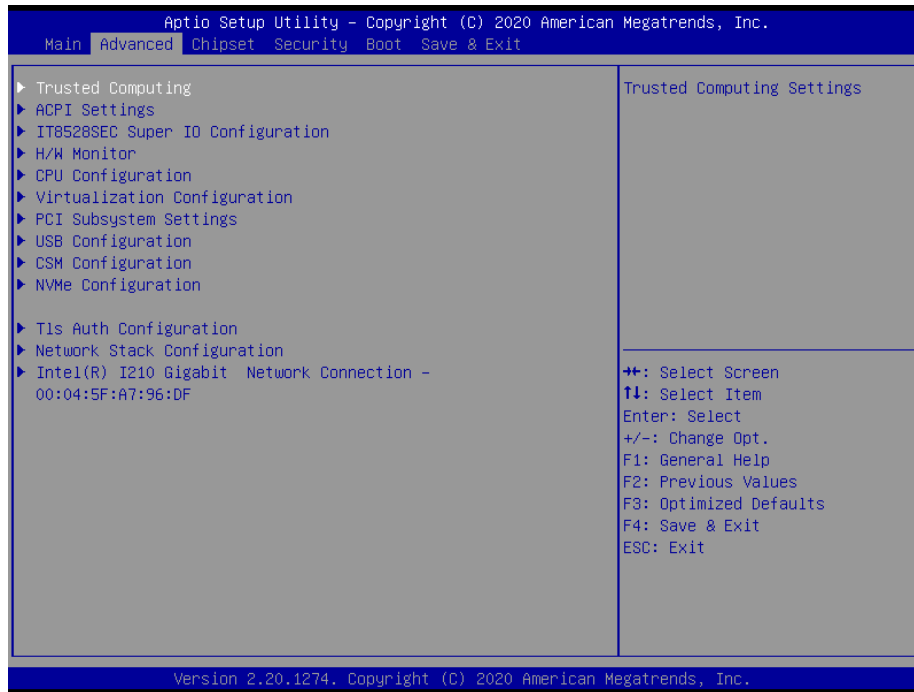 Aptio Setup Utility – Copyright (C) 2020 American Megatrends, Inc.
Main Advanced Chipset Security Boot Save & Exit
Trusted Computing
ACPI Settings
IT8528SEC Super IO Configuration
H/W Monitor
CPU Configuration
Virtualization Configuration
PCI Subsystem Settings
USB Configuration
CSM Configuration
NVMe Configuration
Tls Auth Configuration
Network Stack Configuration
Intel(R) I210 Gigabit Network Connection –
00:04:5F:A7:96:DF
Trusted Computing Settings
→←: Select Screen
↑↓: Select Item
Enter: Select
+/-: Change Opt.
F1: General Help
F2: Previous Values
F3: Optimized Defaults
F4: Save & Exit
ESC: Exit
Version 2.20.1274. Copyright (C) 2020 American Megatrends, Inc.